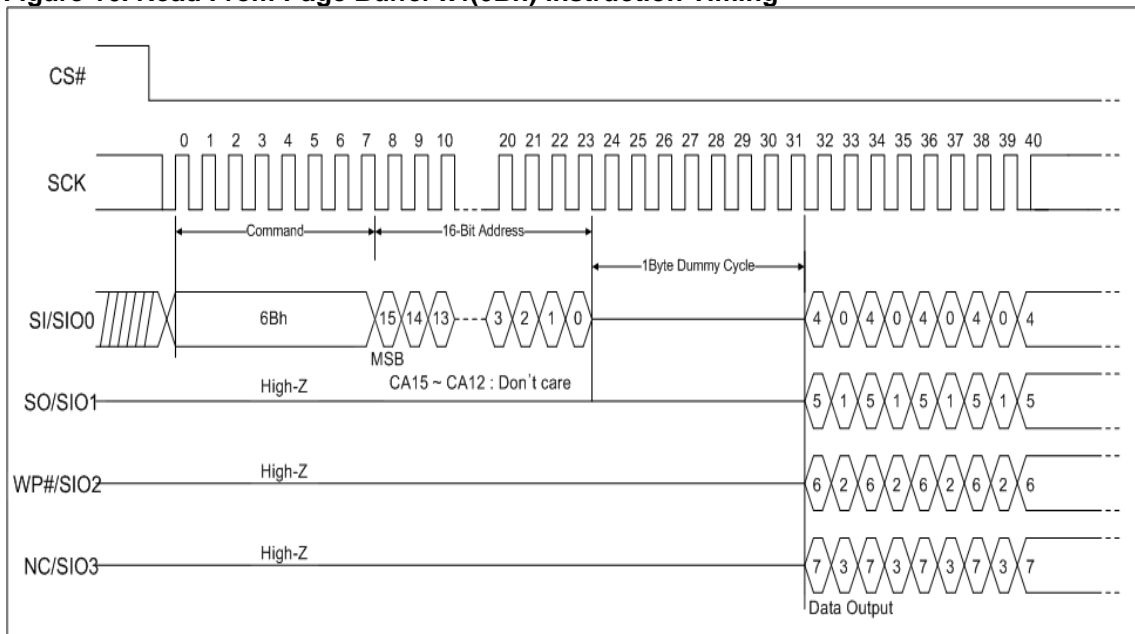 Figure 10. Read From Page Buffer x4(6Bh) Instruction Timing
CS#
0 1 2 3 4 5 6 7 8 9 10 20 21 22 23 24 25 26 27 28 29 30 31 32 33 34 35 36 37 38 39 40
SCK
Command 16-Bit Address
1Byte Dummy Cycle
SI/SIO0 6Bh 15 14 13 3 2 1 0 4 0 4 0 4 0 4 0 4
MSB
CA15 ~ CA12 : Don't care
SO/SIO1 High-Z 5 1 5 1 5 1 5 1 5
WP#/SIO2 High-Z 6 2 6 2 6 2 6 2 6
NC/SIO3 High-Z 7 3 7 3 7 3 7 3 7
Data Output